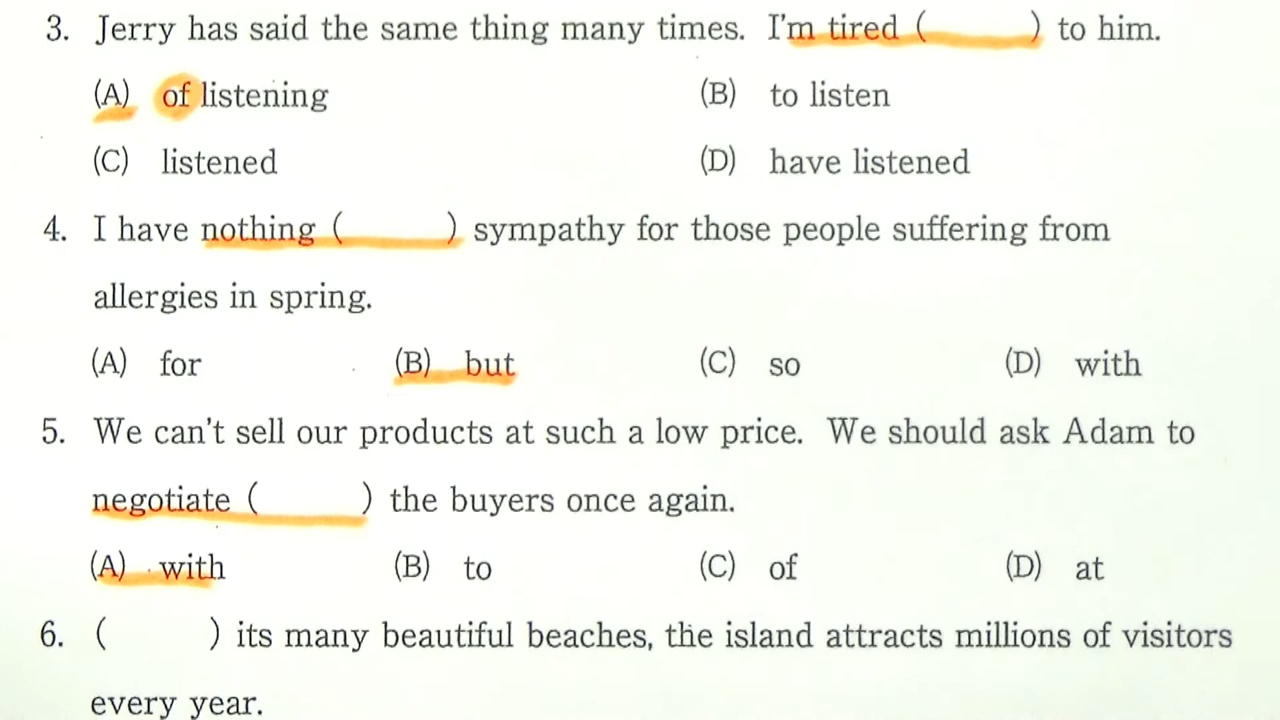 3. Jerry has said the same thing many times. I'm tired ( ) to him.
(A) of listening (B) to listen
(C) listened (D) have listened
4. I have nothing ( ) sympathy for those people suffering from
allergies in spring.
(A) for (B) but (C) so (D) with
5. We can't sell our products at such a low price. We should ask Adam to
negotiate ( ) the buyers once again.
(A) with (B) to (C) of (D) at
6. ( ) its many beautiful beaches, the island attracts millions of visitors
every year.